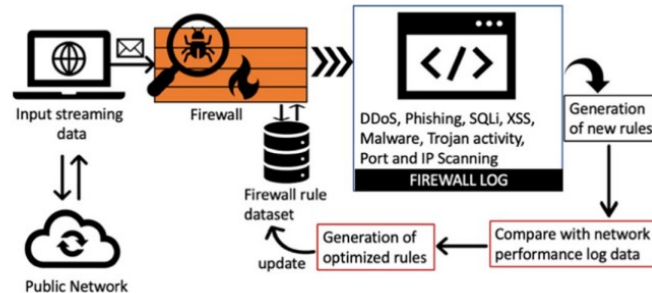 Input streaming
data
Firewall
</>
DDoS, Phishing, SQLi, XSS,
Malware, Trojan activity,
Port and IP Scanning
FIREWALL LOG
Generation
of new rules
Compare with network
performance log data
Generation of
optimized rules
update
Firewall rule
dataset
Public Network